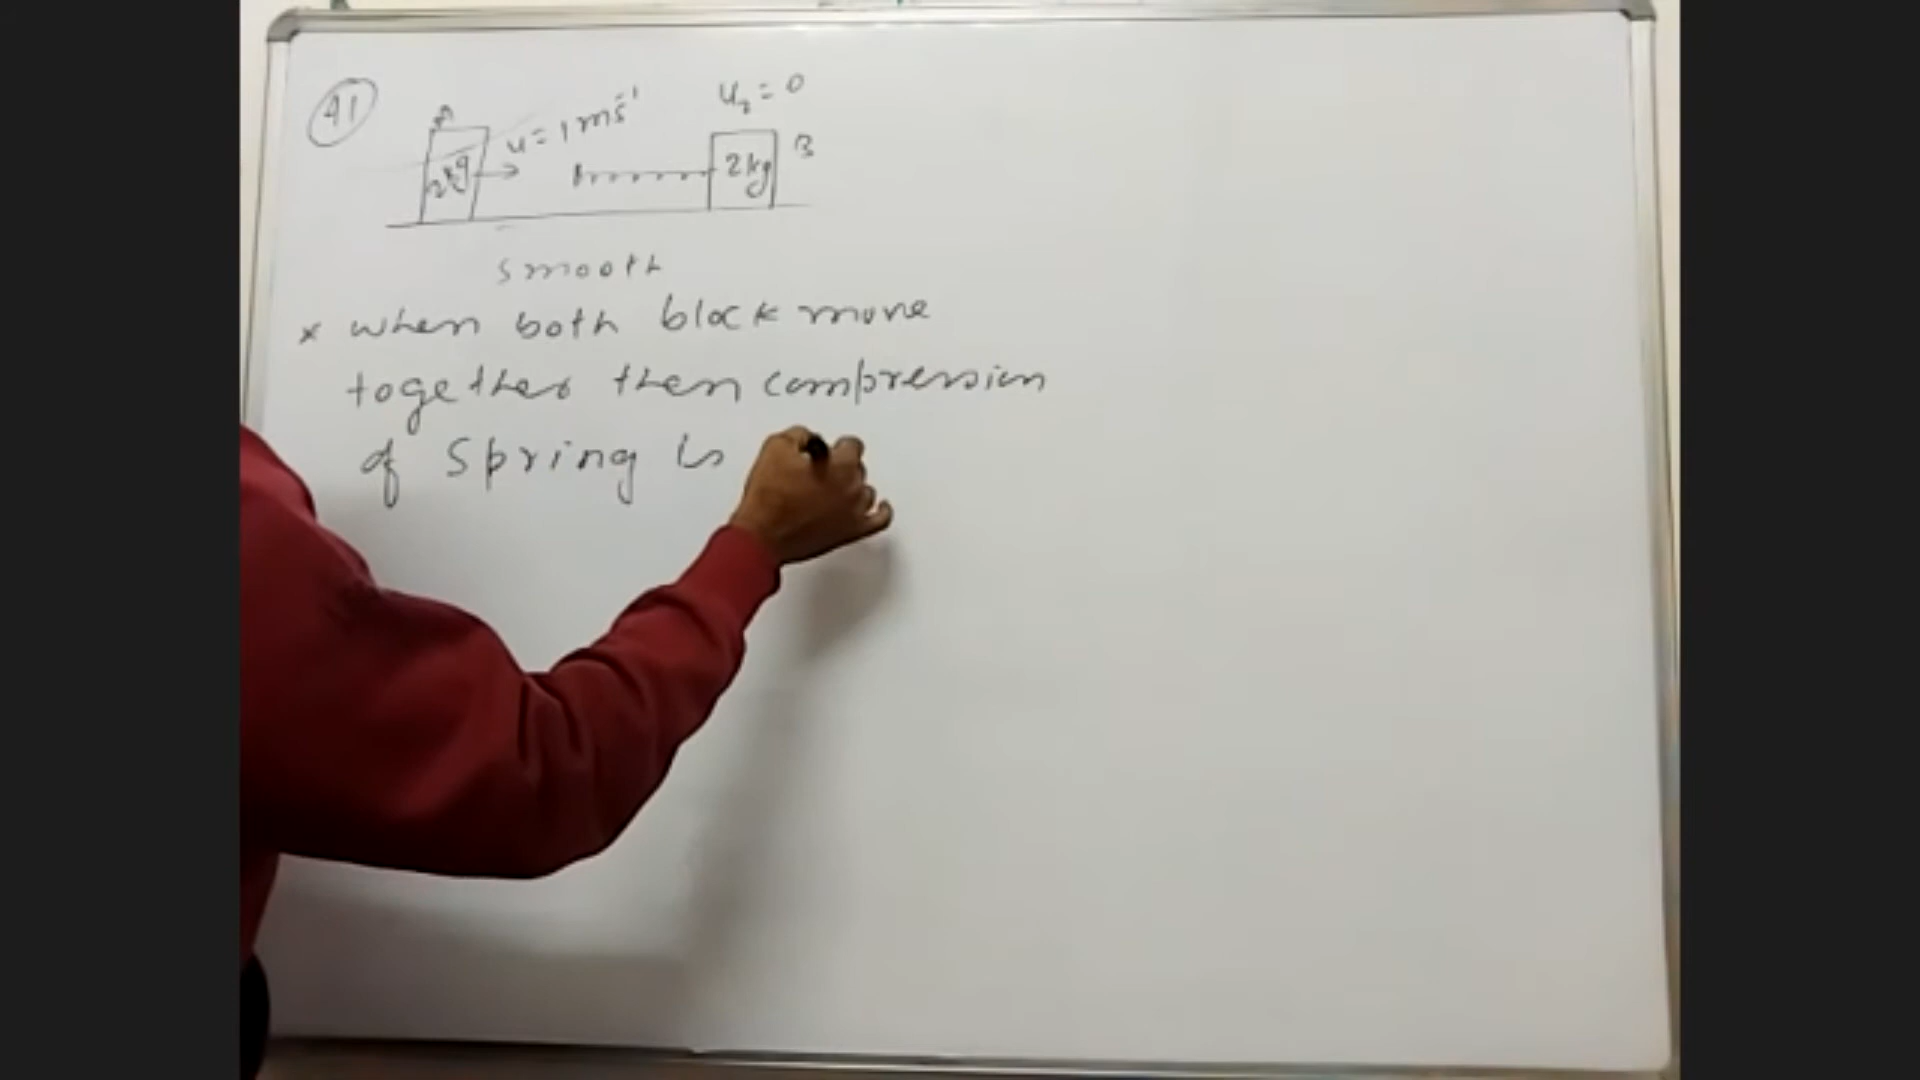 41
A
u = 1 ms⁻¹
u₂ = 0
2kg
2kg
B
smooth
* when both block move
together then compression
of spring is